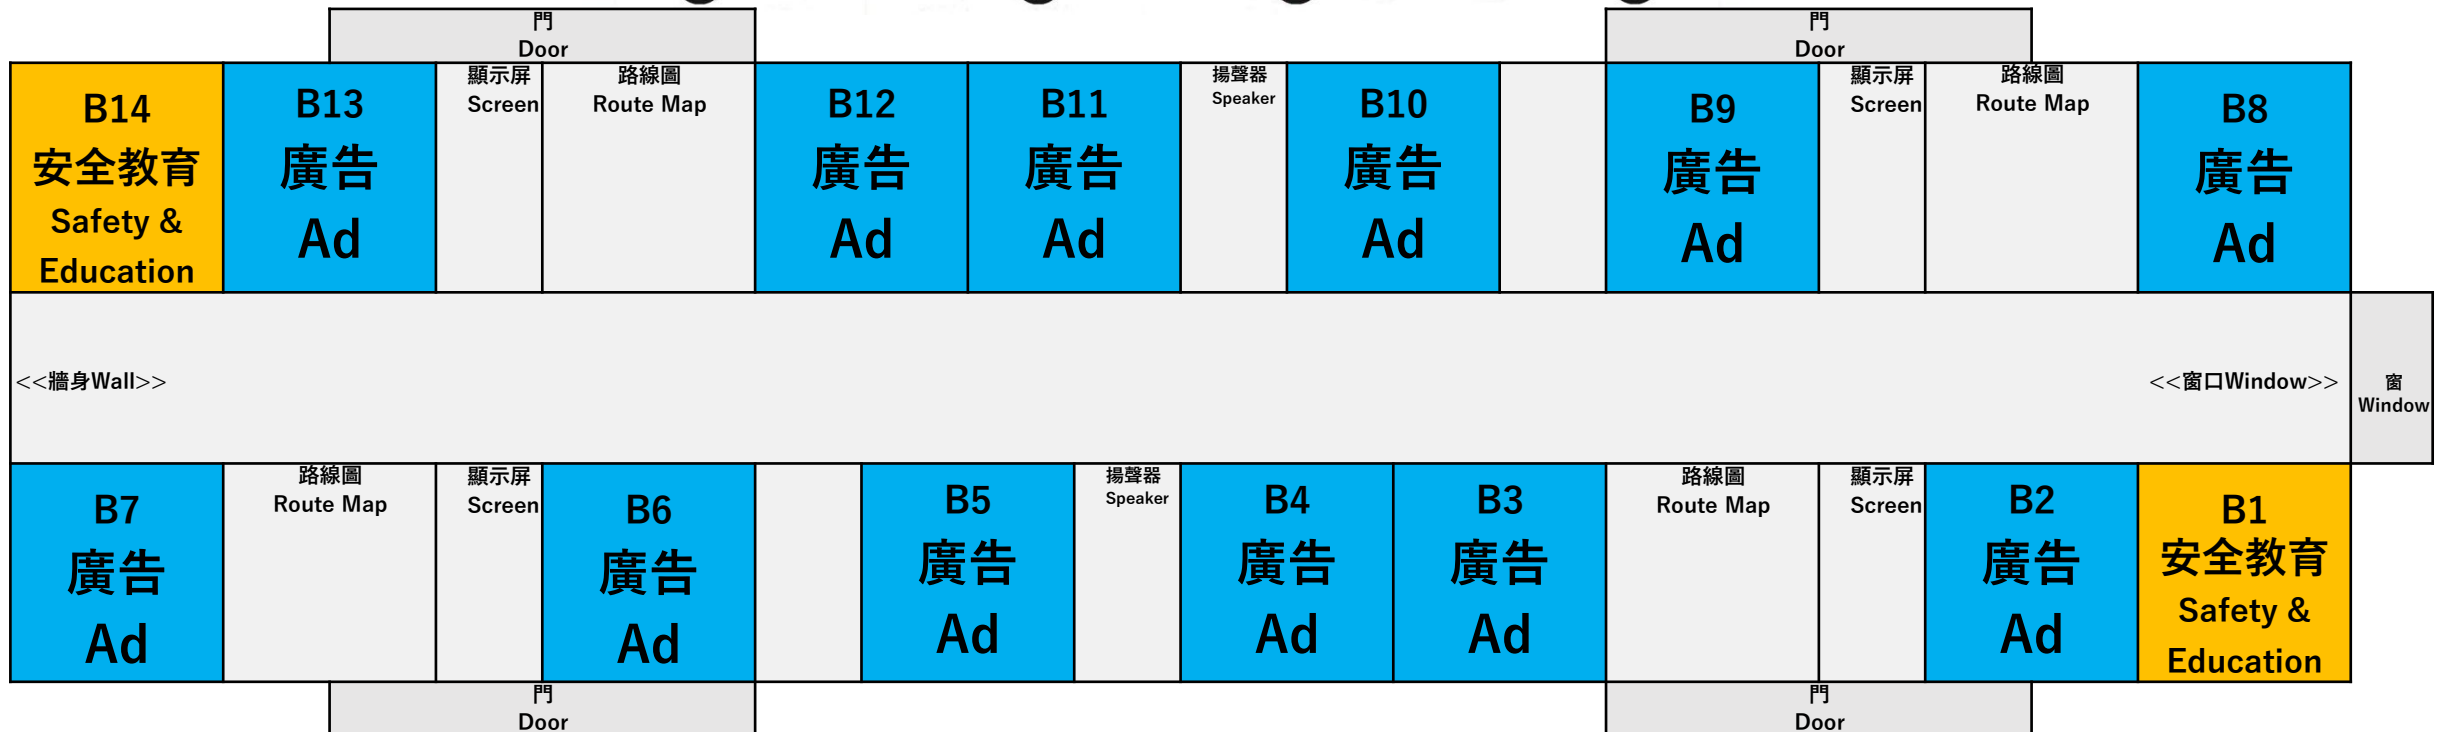 門
Door
門
Door
B14
安全教育
Safety &
Education
B13
廣告
Ad
顯示屏
Screen
路線圖
Route Map
B12
廣告
Ad
B11
廣告
Ad
揚聲器
Speaker
B10
廣告
Ad
B9
廣告
Ad
顯示屏
Screen
路線圖
Route Map
B8
廣告
Ad
<<牆身Wall>>
<<窗口Window>>
窗
Window
B7
廣告
Ad
路線圖
Route Map
顯示屏
Screen
B6
廣告
Ad
B5
廣告
Ad
揚聲器
Speaker
B4
廣告
Ad
B3
廣告
Ad
路線圖
Route Map
顯示屏
Screen
B2
廣告
Ad
B1
安全教育
Safety &
Education
門
Door
門
Door